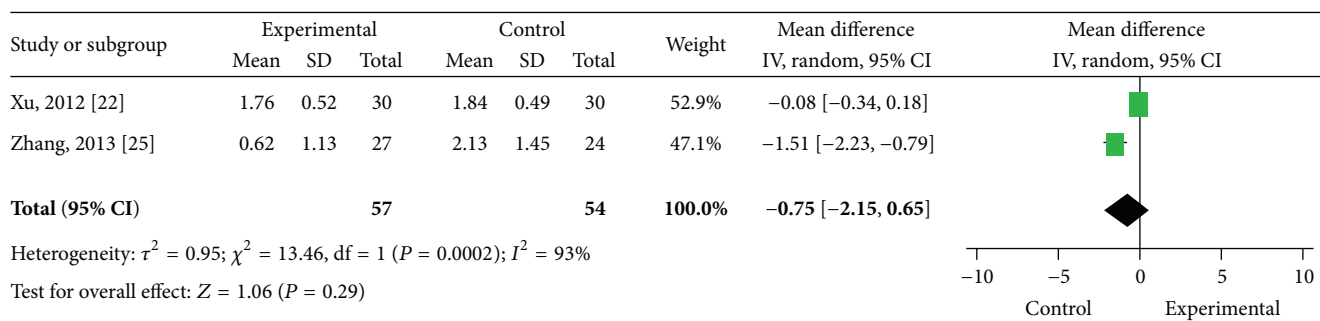 Study or subgroup Experimental Control Weight Mean difference Mean difference
Mean SD Total Mean SD Total IV, random, 95% CI IV, random, 95% CI
Xu, 2012 [22] 1.76 0.52 30 1.84 0.49 30 52.9% −0.08 [−0.34, 0.18]
Zhang, 2013 [25] 0.62 1.13 27 2.13 1.45 24 47.1% −1.51 [−2.23, −0.79]
Total (95% CI) 57 54 100.0% −0.75 [−2.15, 0.65]
Heterogeneity: τ² = 0.95; χ² = 13.46, df = 1 (P = 0.0002); I² = 93%
Test for overall effect: Z = 1.06 (P = 0.29)
−10 −5 0 5 10
Control Experimental